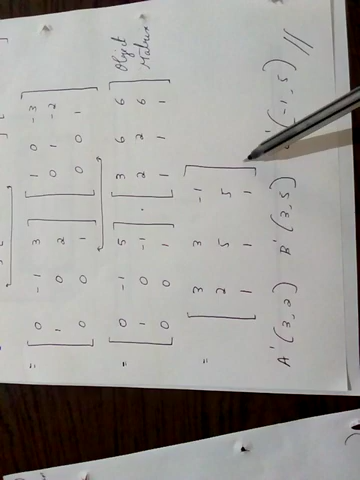 0 -1 3 1 0 -3
= 1 0 2 0 1 -2
0 0 1 0 0 1
0 -1 5 3 6 6 Object
= 1 0 -1 . 2 2 6 Matrix
0 0 1 1 1 1
3 3 -1
= 2 5 5
1 1 1
A'(3,2) B'(3,5) '(-1,5) //